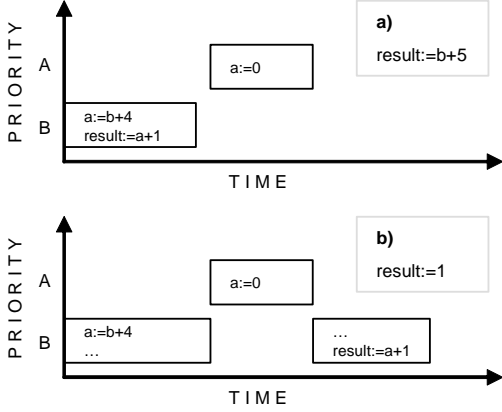 a)
result:=b+5
PRIORITY
A
a:=0
B
a:=b+4
result:=a+1
TIME
b)
result:=1
PRIORITY
A
a:=0
B
a:=b+4
...
...
result:=a+1
TIME